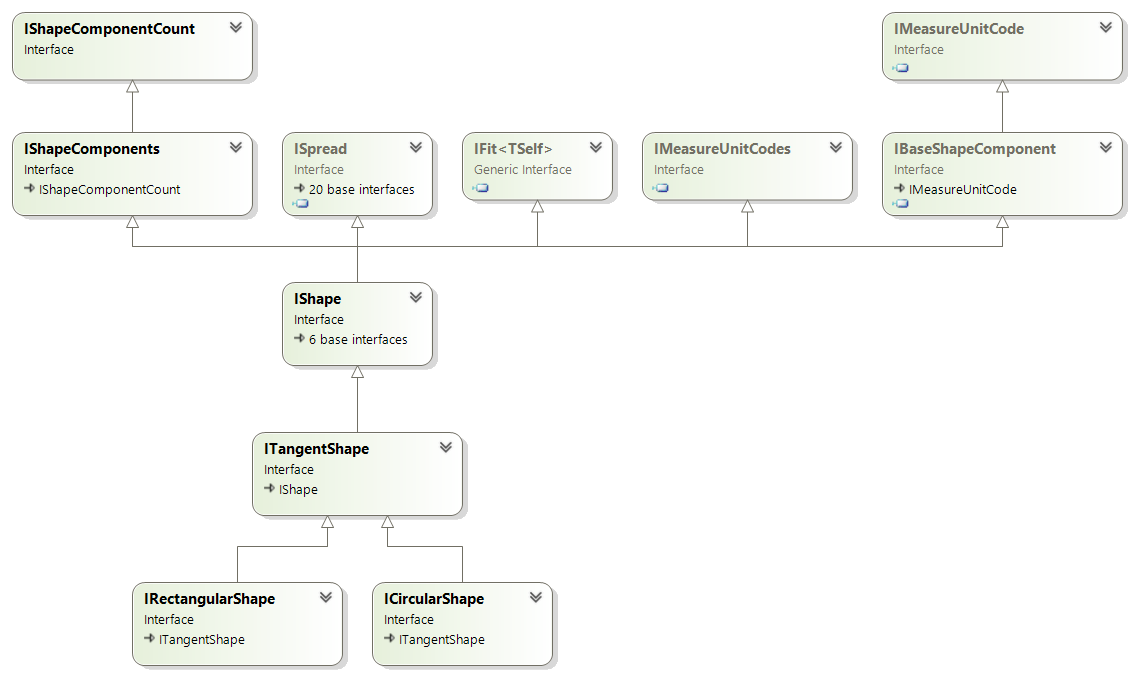 IShapeComponentCount
Interface
IMeasureUnitCode
Interface
IShapeComponents
Interface
IShapeComponentCount
ISpread
Interface
20 base interfaces
IFit<TSelf>
Generic Interface
IMeasureUnitCodes
Interface
IBaseShapeComponent
Interface
IMeasureUnitCode
IShape
Interface
6 base interfaces
ITangentShape
Interface
IShape
IRectangularShape
Interface
ITangentShape
ICircularShape
Interface
ITangentShape